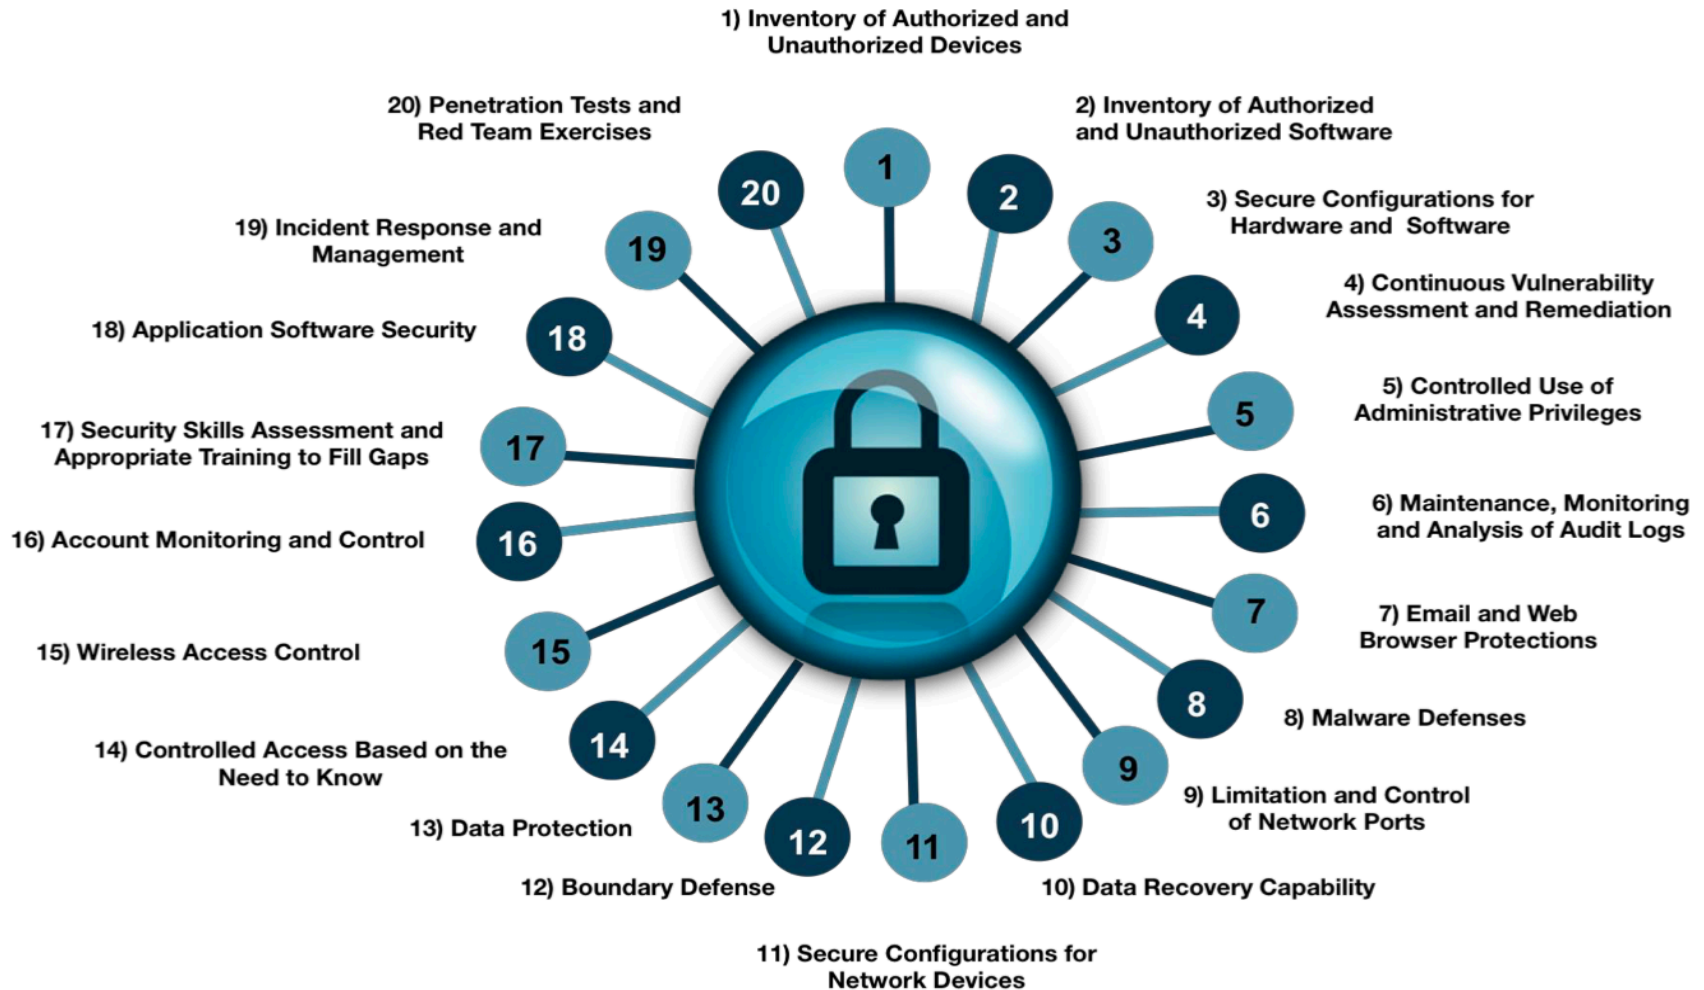 1) Inventory of Authorized and
Unauthorized Devices
2) Inventory of Authorized
and Unauthorized Software
3) Secure Configurations for
Hardware and Software
4) Continuous Vulnerability
Assessment and Remediation
5) Controlled Use of
Administrative Privileges
6) Maintenance, Monitoring
and Analysis of Audit Logs
7) Email and Web
Browser Protections
8) Malware Defenses
9) Limitation and Control
of Network Ports
10) Data Recovery Capability
11) Secure Configurations for
Network Devices
12) Boundary Defense
13) Data Protection
14) Controlled Access Based on the
Need to Know
15) Wireless Access Control
16) Account Monitoring and Control
17) Security Skills Assessment and
Appropriate Training to Fill Gaps
18) Application Software Security
19) Incident Response and
Management
20) Penetration Tests and
Red Team Exercises
1
2
3
4
5
6
7
8
9
10
11
12
13
14
15
16
17
18
19
20